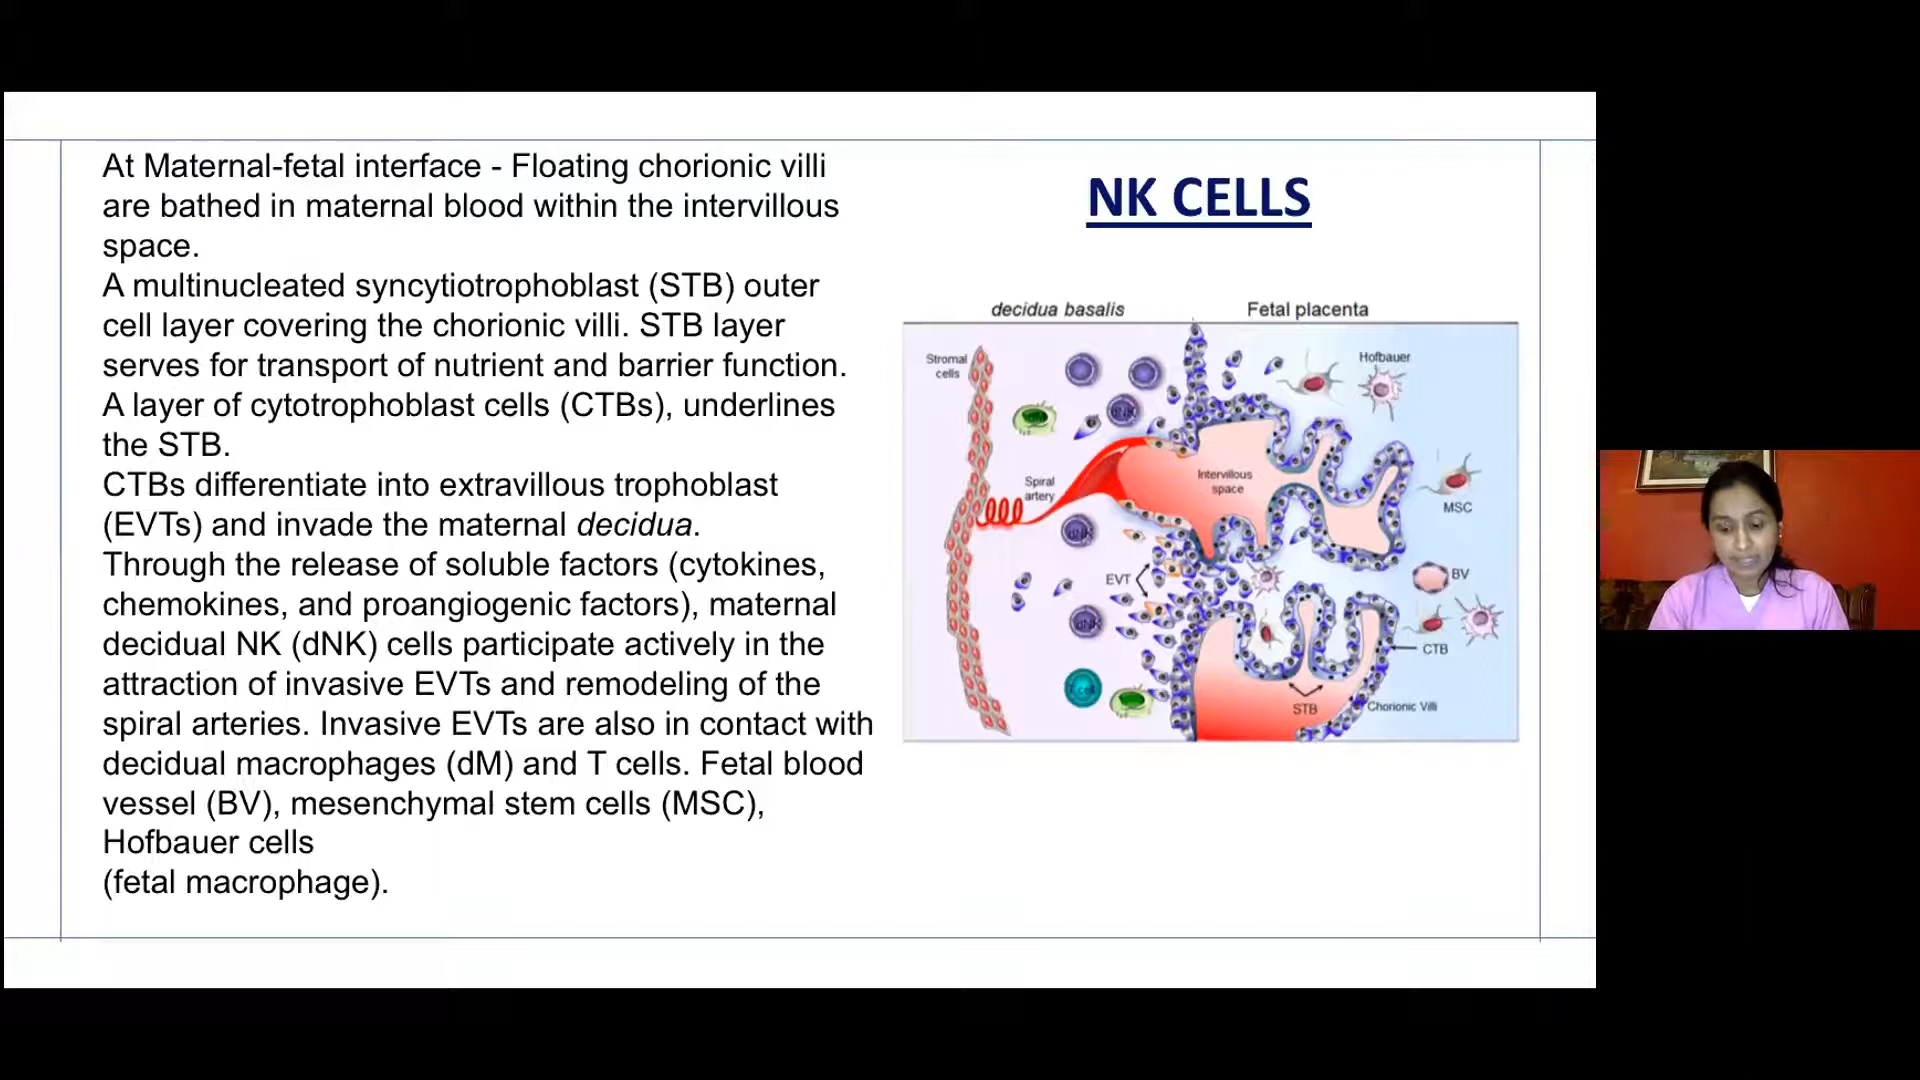 At Maternal-fetal interface - Floating chorionic villi
are bathed in maternal blood within the intervillous
space.
A multinucleated syncytiotrophoblast (STB) outer
cell layer covering the chorionic villi. STB layer
serves for transport of nutrient and barrier function.
A layer of cytotrophoblast cells (CTBs), underlines
the STB.
CTBs differentiate into extravillous trophoblast
(EVTs) and invade the maternal decidua.
Through the release of soluble factors (cytokines,
chemokines, and proangiogenic factors), maternal
decidual NK (dNK) cells participate actively in the
attraction of invasive EVTs and remodeling of the
spiral arteries. Invasive EVTs are also in contact with
decidual macrophages (dM) and T cells. Fetal blood
vessel (BV), mesenchymal stem cells (MSC),
Hofbauer cells
(fetal macrophage).
NK CELLS
decidua basalis
Fetal placenta
Stromal
cells
Hofbauer
dNK
Spiral
artery
Intervillous
space
MSC
dNK
EVT
BV
dNK
CTB
T cell
STB
Chorionic Villi